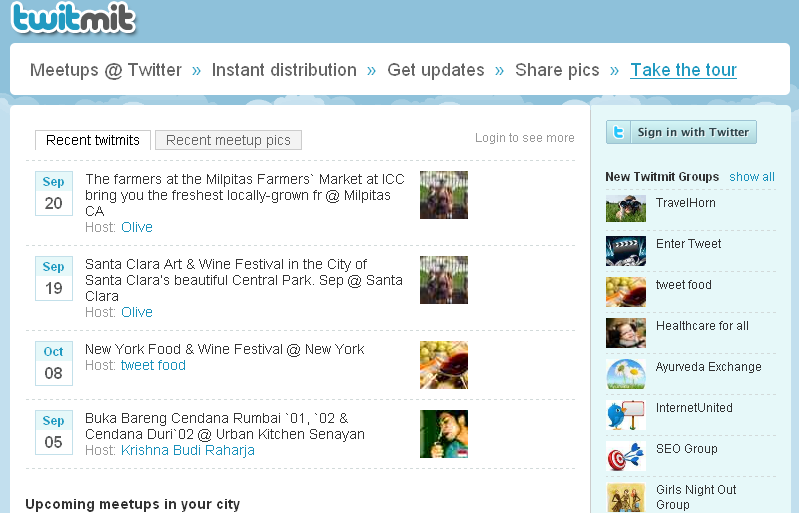 twitmit
Meetups @ Twitter » Instant distribution » Get updates » Share pics » Take the tour
Recent twitmits
Recent meetup pics
Login to see more
Sep
20
The farmers at the Milpitas Farmers` Market at ICC
bring you the freshest locally-grown fr @ Milpitas
CA
Host: Olive
Sep
19
Santa Clara Art & Wine Festival in the City of
Santa Clara's beautiful Central Park. Sep @ Santa
Clara
Host: Olive
Oct
08
New York Food & Wine Festival @ New York
Host: tweet food
Sep
05
Buka Bareng Cendana Rumbai `01, `02 &
Cendana Duri`02 @ Urban Kitchen Senayan
Host: Krishna Budi Raharja
Upcoming meetups in your city
Sign in with Twitter
New Twitmit Groups show all
TravelHorn
Enter Tweet
tweet food
Healthcare for all
Ayurveda Exchange
InternetUnited
SEO Group
Girls Night Out
Group